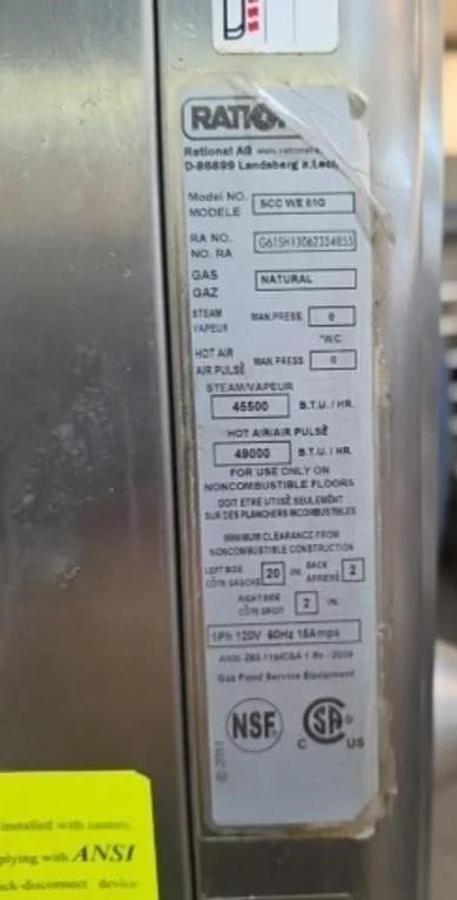 RATIO
Rational AG www.rational
D-86899 Landsberg a.Lech
Model NO. SCC WE 61G
MODELE
RA NO. G61SH13062354855
NO. RA
GAS NATURAL
GAZ
STEAM MAN.PRESS. 0
VAPEUR
"WC
HOT AIR MAN.PRESS. 0
AIR PULSÉ
STEAM/VAPEUR
45500 B.T.U. / HR.
HOT AIR/AIR PULSÉ
49000 B.T.U. / HR.
FOR USE ONLY ON
NONCOMBUSTIBLE FLOORS
DOIT ETRE UTISÉ SEULEMENT
SUR DES PLANCHERS INCOMBUSTIBLES
MINIMUM CLEARANCE FROM
NONCOMBUSTIBLE CONSTRUCTION
LEFT SIDE 20 IN. BACK 2
CÔTE GAUCHE ARRIERE
RIGHT SIDE 2 IN.
CÔTE DROIT
1Ph 120V 60Hz 15Amps
Gas Food Service Equipment
NSF
SA
C US
© 2011
installed with casters,
plying with ANSI
ick-disconnect device